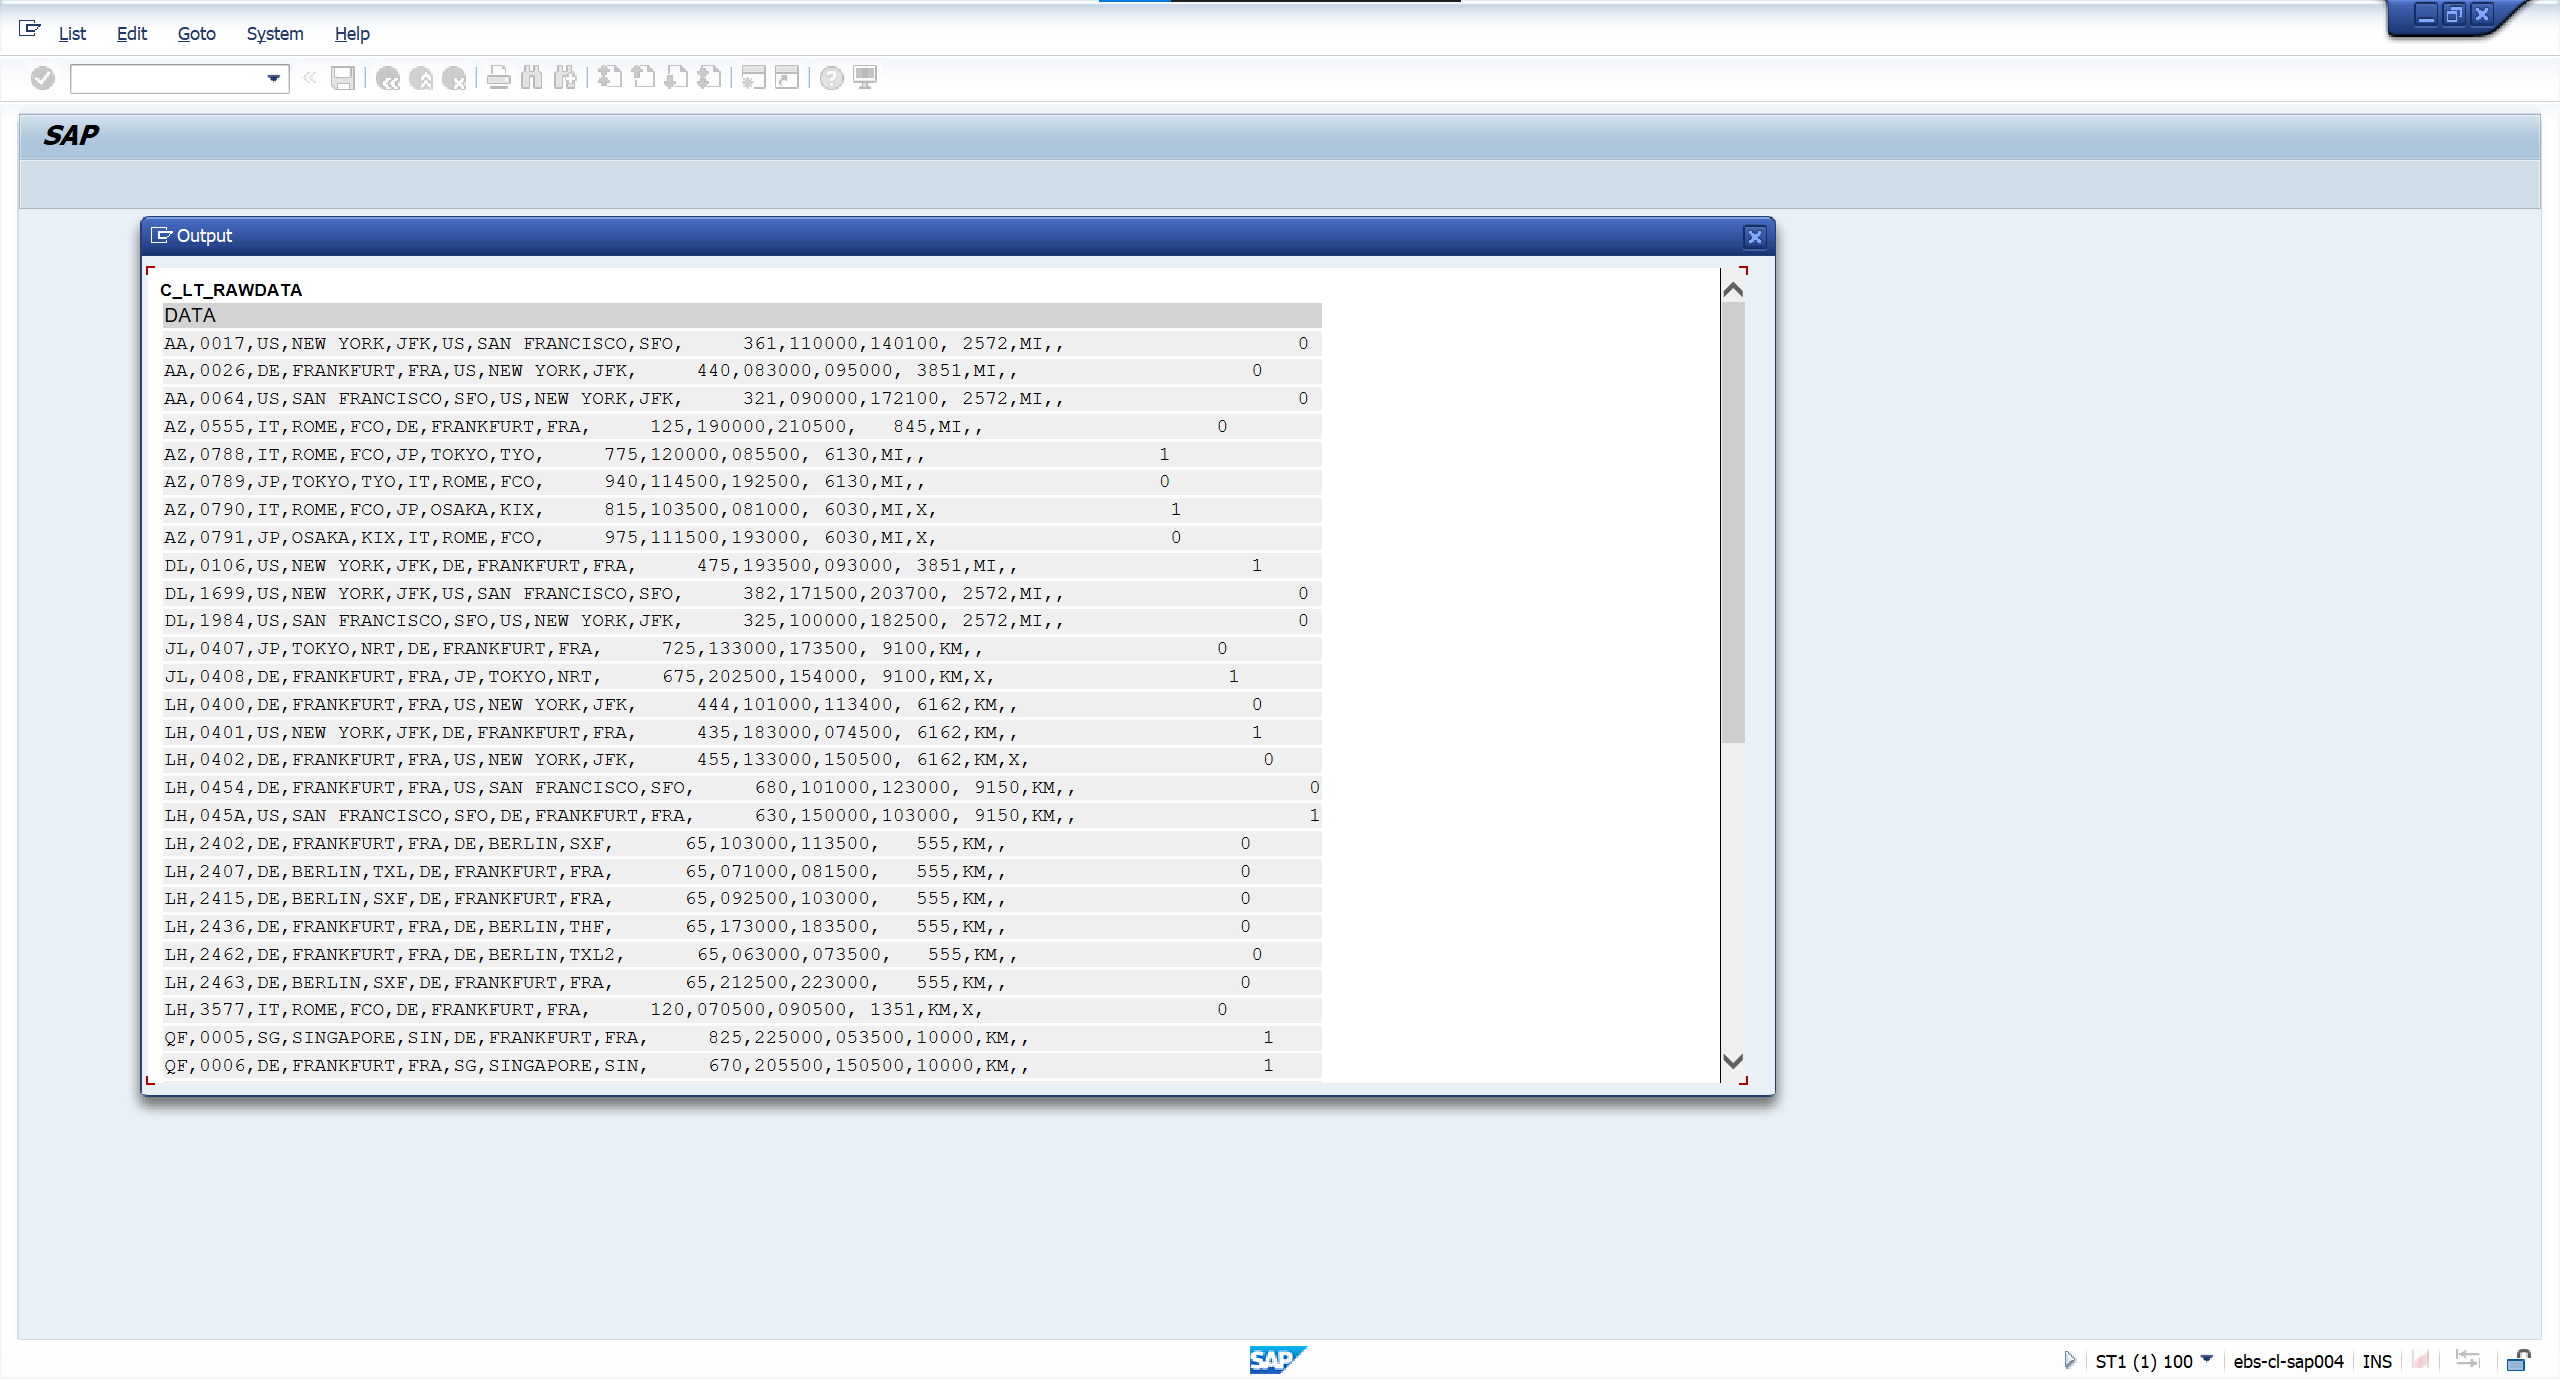 List Edit Goto System Help
SAP
Output
C_LT_RAWDATA
DATA
AA,0017,US,NEW YORK,JFK,US,SAN FRANCISCO,SFO,     361,110000,140100, 2572,MI,,                    0
AA,0026,DE,FRANKFURT,FRA,US,NEW YORK,JFK,     440,083000,095000, 3851,MI,,                    0
AA,0064,US,SAN FRANCISCO,SFO,US,NEW YORK,JFK,     321,090000,172100, 2572,MI,,                    0
AZ,0555,IT,ROME,FCO,DE,FRANKFURT,FRA,     125,190000,210500,   845,MI,,                    0
AZ,0788,IT,ROME,FCO,JP,TOKYO,TYO,     775,120000,085500, 6130,MI,,                    1
AZ,0789,JP,TOKYO,TYO,IT,ROME,FCO,     940,114500,192500, 6130,MI,,                    0
AZ,0790,IT,ROME,FCO,JP,OSAKA,KIX,     815,103500,081000, 6030,MI,X,                    1
AZ,0791,JP,OSAKA,KIX,IT,ROME,FCO,     975,111500,193000, 6030,MI,X,                    0
DL,0106,US,NEW YORK,JFK,DE,FRANKFURT,FRA,     475,193500,093000, 3851,MI,,                    1
DL,1699,US,NEW YORK,JFK,US,SAN FRANCISCO,SFO,     382,171500,203700, 2572,MI,,                    0
DL,1984,US,SAN FRANCISCO,SFO,US,NEW YORK,JFK,     325,100000,182500, 2572,MI,,                    0
JL,0407,JP,TOKYO,NRT,DE,FRANKFURT,FRA,     725,133000,173500, 9100,KM,,                    0
JL,0408,DE,FRANKFURT,FRA,JP,TOKYO,NRT,     675,202500,154000, 9100,KM,X,                    1
LH,0400,DE,FRANKFURT,FRA,US,NEW YORK,JFK,     444,101000,113400, 6162,KM,,                    0
LH,0401,US,NEW YORK,JFK,DE,FRANKFURT,FRA,     435,183000,074500, 6162,KM,,                    1
LH,0402,DE,FRANKFURT,FRA,US,NEW YORK,JFK,     455,133000,150500, 6162,KM,X,                    0
LH,0454,DE,FRANKFURT,FRA,US,SAN FRANCISCO,SFO,     680,101000,123000, 9150,KM,,                    0
LH,045A,US,SAN FRANCISCO,SFO,DE,FRANKFURT,FRA,     630,150000,103000, 9150,KM,,                    1
LH,2402,DE,FRANKFURT,FRA,DE,BERLIN,SXF,      65,103000,113500,   555,KM,,                    0
LH,2407,DE,BERLIN,TXL,DE,FRANKFURT,FRA,      65,071000,081500,   555,KM,,                    0
LH,2415,DE,BERLIN,SXF,DE,FRANKFURT,FRA,      65,092500,103000,   555,KM,,                    0
LH,2436,DE,FRANKFURT,FRA,DE,BERLIN,THF,      65,173000,183500,   555,KM,,                    0
LH,2462,DE,FRANKFURT,FRA,DE,BERLIN,TXL2,      65,063000,073500,   555,KM,,                    0
LH,2463,DE,BERLIN,SXF,DE,FRANKFURT,FRA,      65,212500,223000,   555,KM,,                    0
LH,3577,IT,ROME,FCO,DE,FRANKFURT,FRA,     120,070500,090500, 1351,KM,X,                    0
QF,0005,SG,SINGAPORE,SIN,DE,FRANKFURT,FRA,     825,225000,053500,10000,KM,,                    1
QF,0006,DE,FRANKFURT,FRA,SG,SINGAPORE,SIN,     670,205500,150500,10000,KM,,                    1
SAP
ST1 (1) 100 ebs-cl-sap004 INS